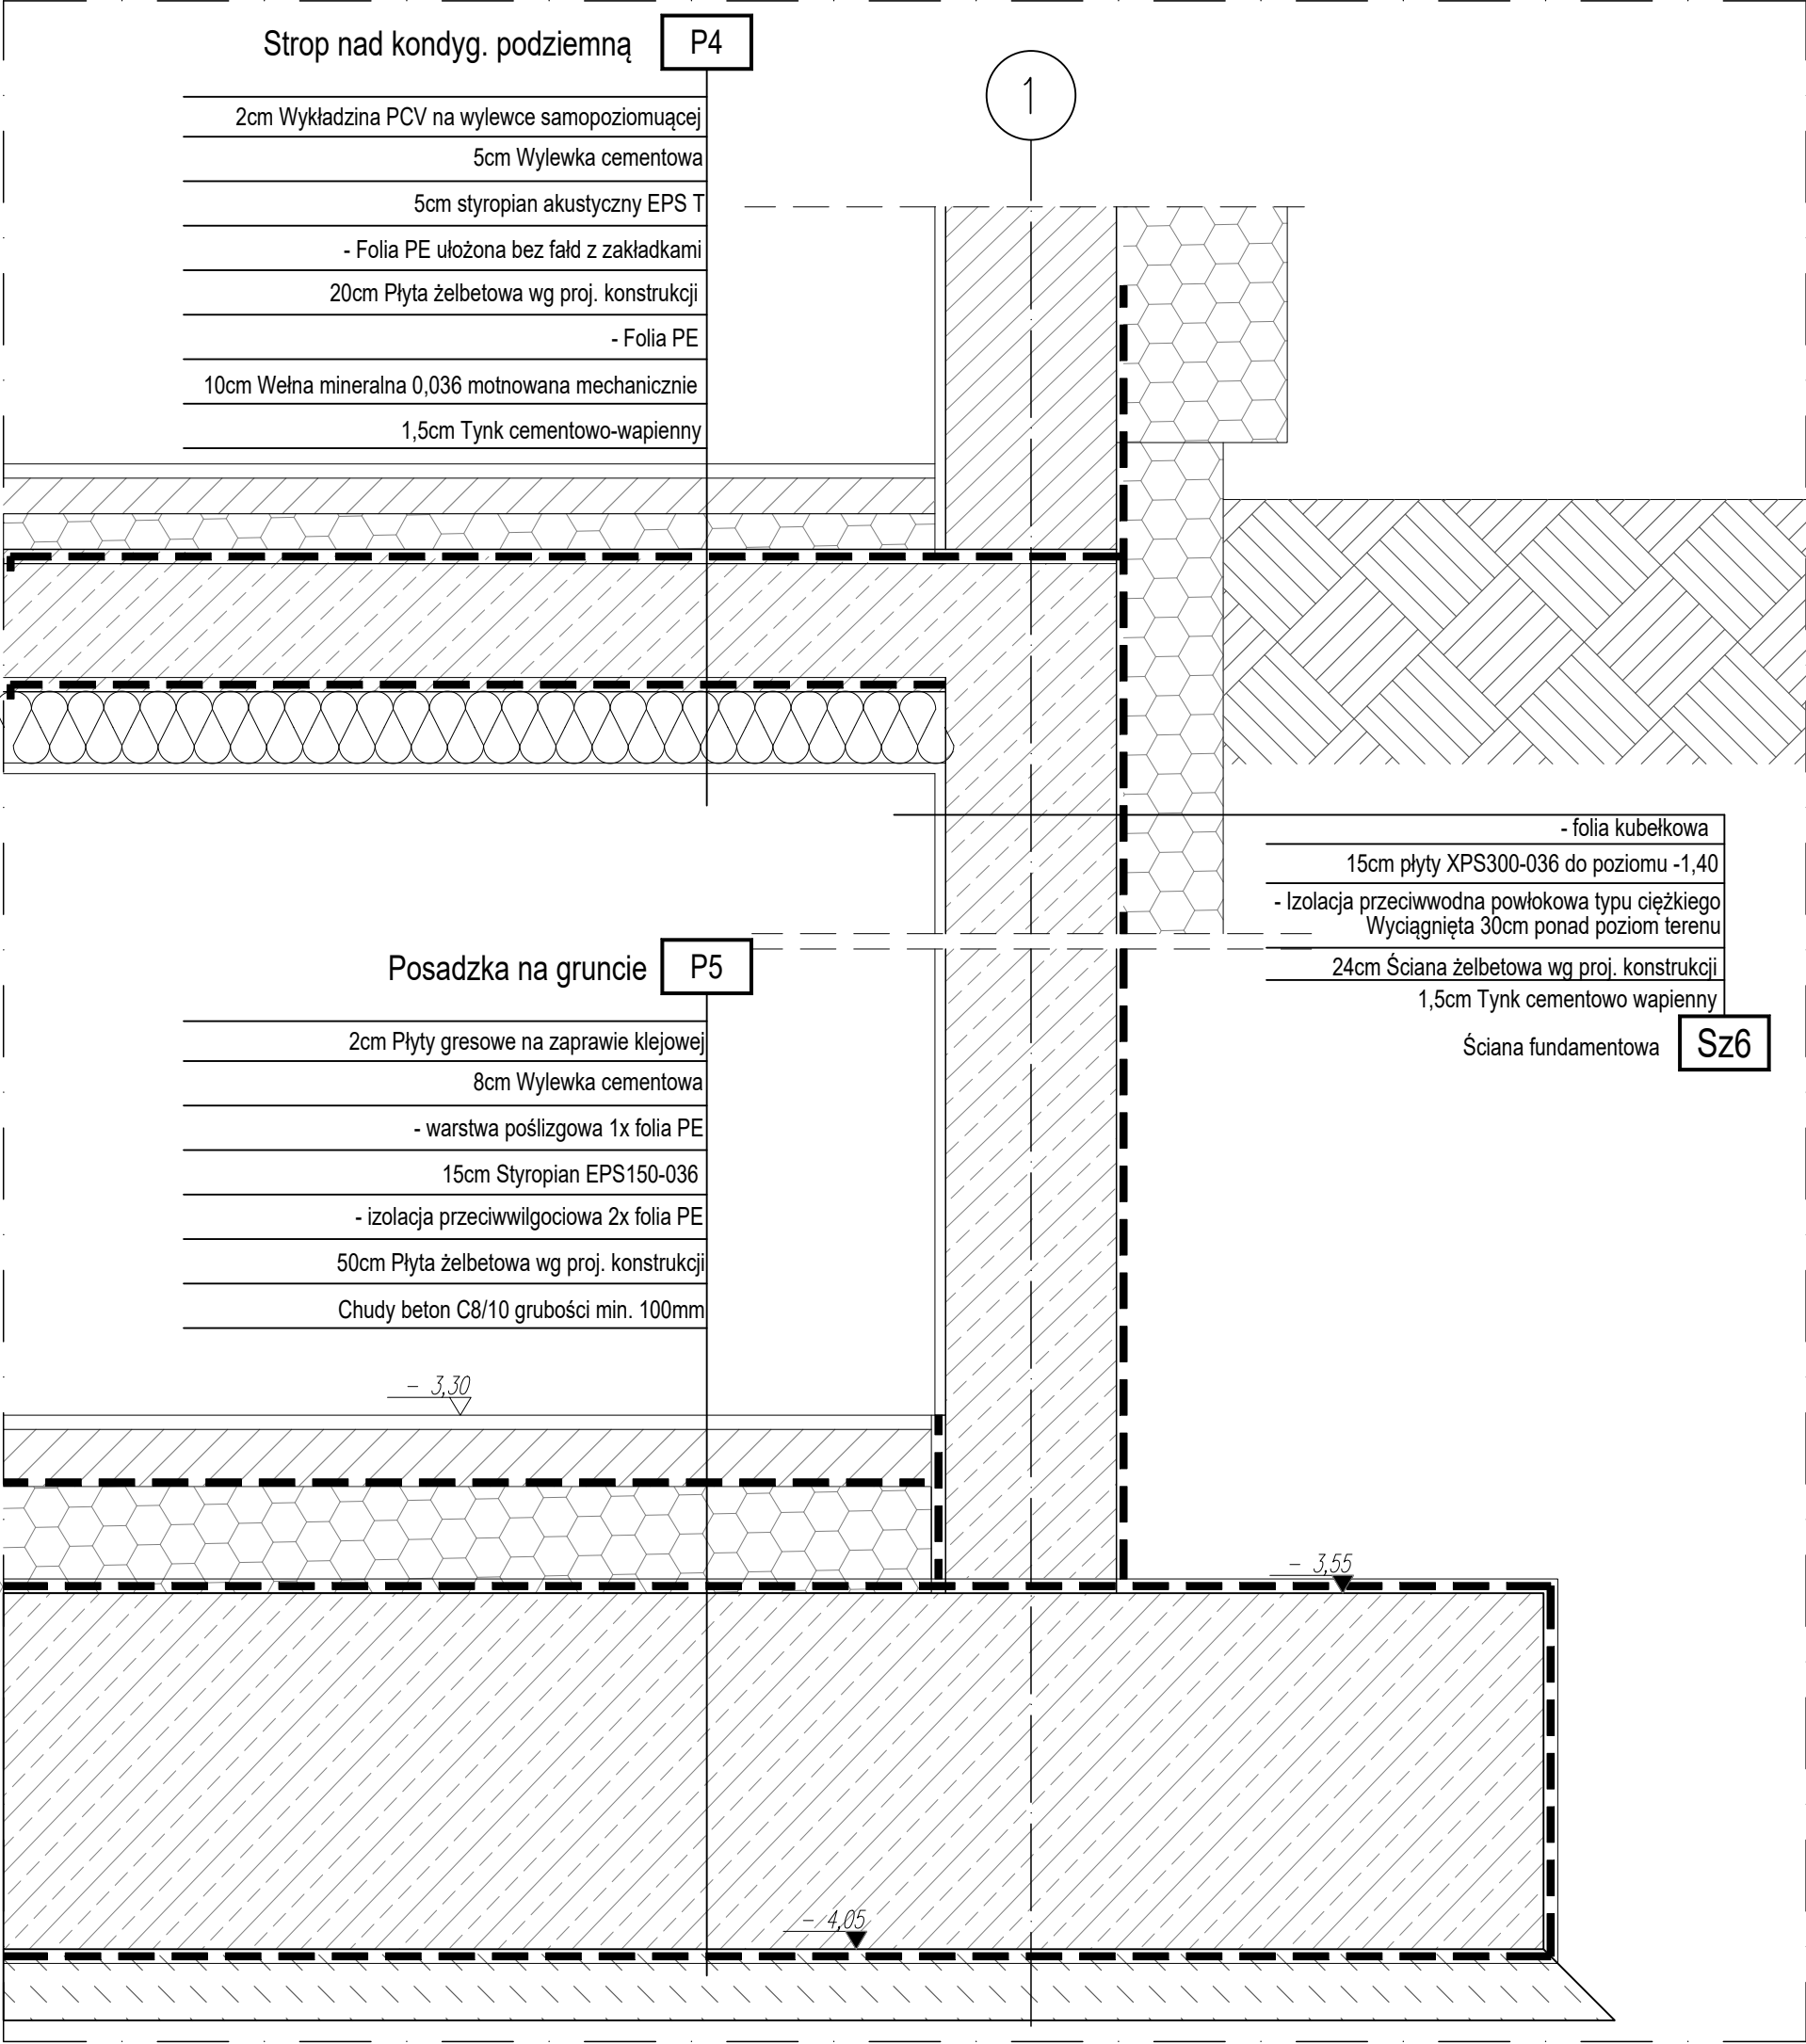 Strop nad kondyg. podziemną P4
2cm Wykładzina PCV na wylewce samopoziomuącej
5cm Wylewka cementowa
5cm styropian akustyczny EPS T
- Folia PE ułożona bez fałd z zakładkami
20cm Płyta żelbetowa wg proj. konstrukcji
- Folia PE
10cm Wełna mineralna 0,036 motnowana mechanicznie
1,5cm Tynk cementowo-wapienny
1
- folia kubełkowa
15cm płyty XPS300-036 do poziomu -1,40
- Izolacja przeciwwodna powłokowa typu ciężkiego
Wyciągnięta 30cm ponad poziom terenu
24cm Ściana żelbetowa wg proj. konstrukcji
1,5cm Tynk cementowo wapienny
Ściana fundamentowa Sz6
Posadzka na gruncie P5
2cm Płyty gresowe na zaprawie klejowej
8cm Wylewka cementowa
- warstwa poślizgowa 1x folia PE
15cm Styropian EPS150-036
- izolacja przeciwwilgociowa 2x folia PE
50cm Płyta żelbetowa wg proj. konstrukcji
Chudy beton C8/10 grubości min. 100mm
- 3,30
- 3,55
- 4,05